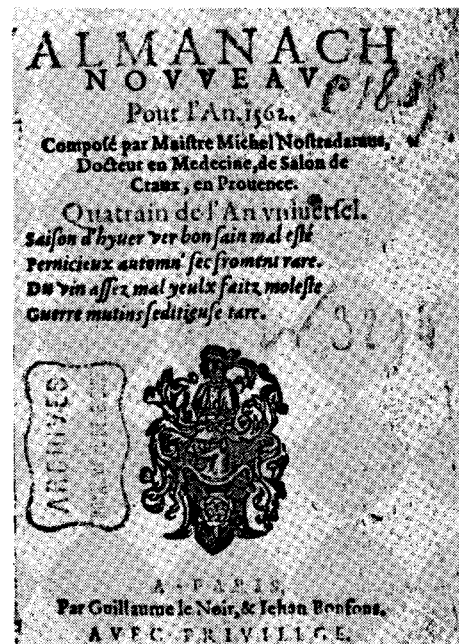 ALMANACH
NOVVEAV
Pour l'An. 1562.
Composé par Maistre Michel Nostradamus,
Docteur en Medecine, de Salon de
Craux, en Prouence.
Quatrain de l'An vniuersel.
Saison d'hyuer ver bon sain mal esté
Pernicieux automn' sec froment rare.
Du vin assez mal yeulx faitz moleste
Guerre mutins seditieuse tare.
ARCHIVES
A PARIS,
Par Guillaume le Noir, & Iehan Bonfons,
AVEC PRIVILEGE.